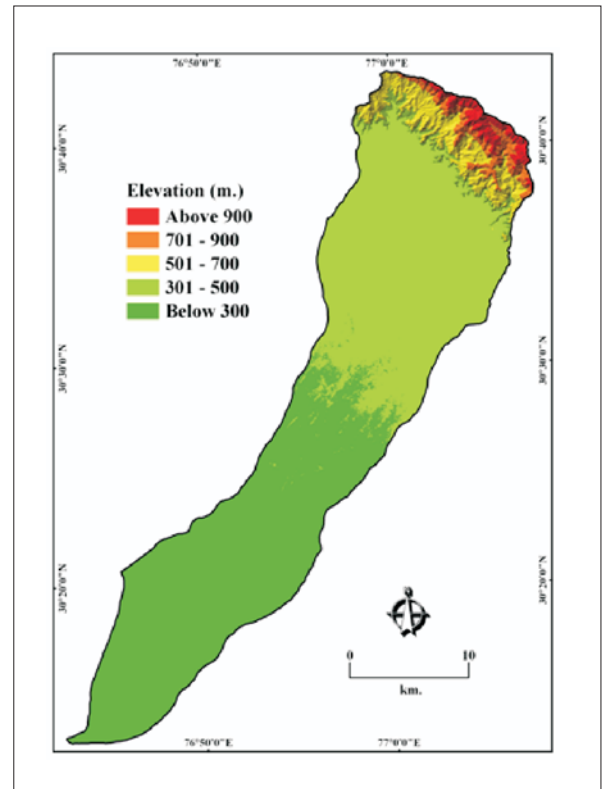 76°50'0"E 77°0'0"E
30°40'0"N 30°40'0"N
Elevation (m.)
Above 900
701 - 900
501 - 700
301 - 500
Below 300
30°30'0"N 30°30'0"N
30°20'0"N 30°20'0"N
0 10
km.
76°50'0"E 77°0'0"E